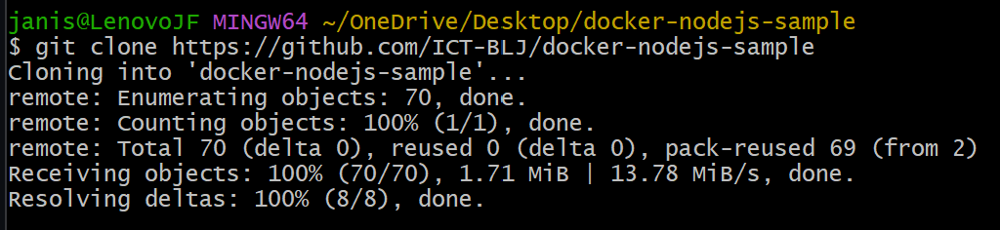 janis@LenovoJF MINGW64 ~/OneDrive/Desktop/docker-nodejs-sample
$ git clone https://github.com/ICT-BLJ/docker-nodejs-sample
Cloning into 'docker-nodejs-sample'...
remote: Enumerating objects: 70, done.
remote: Counting objects: 100% (1/1), done.
remote: Total 70 (delta 0), reused 0 (delta 0), pack-reused 69 (from 2)
Receiving objects: 100% (70/70), 1.71 MiB | 13.78 MiB/s, done.
Resolving deltas: 100% (8/8), done.